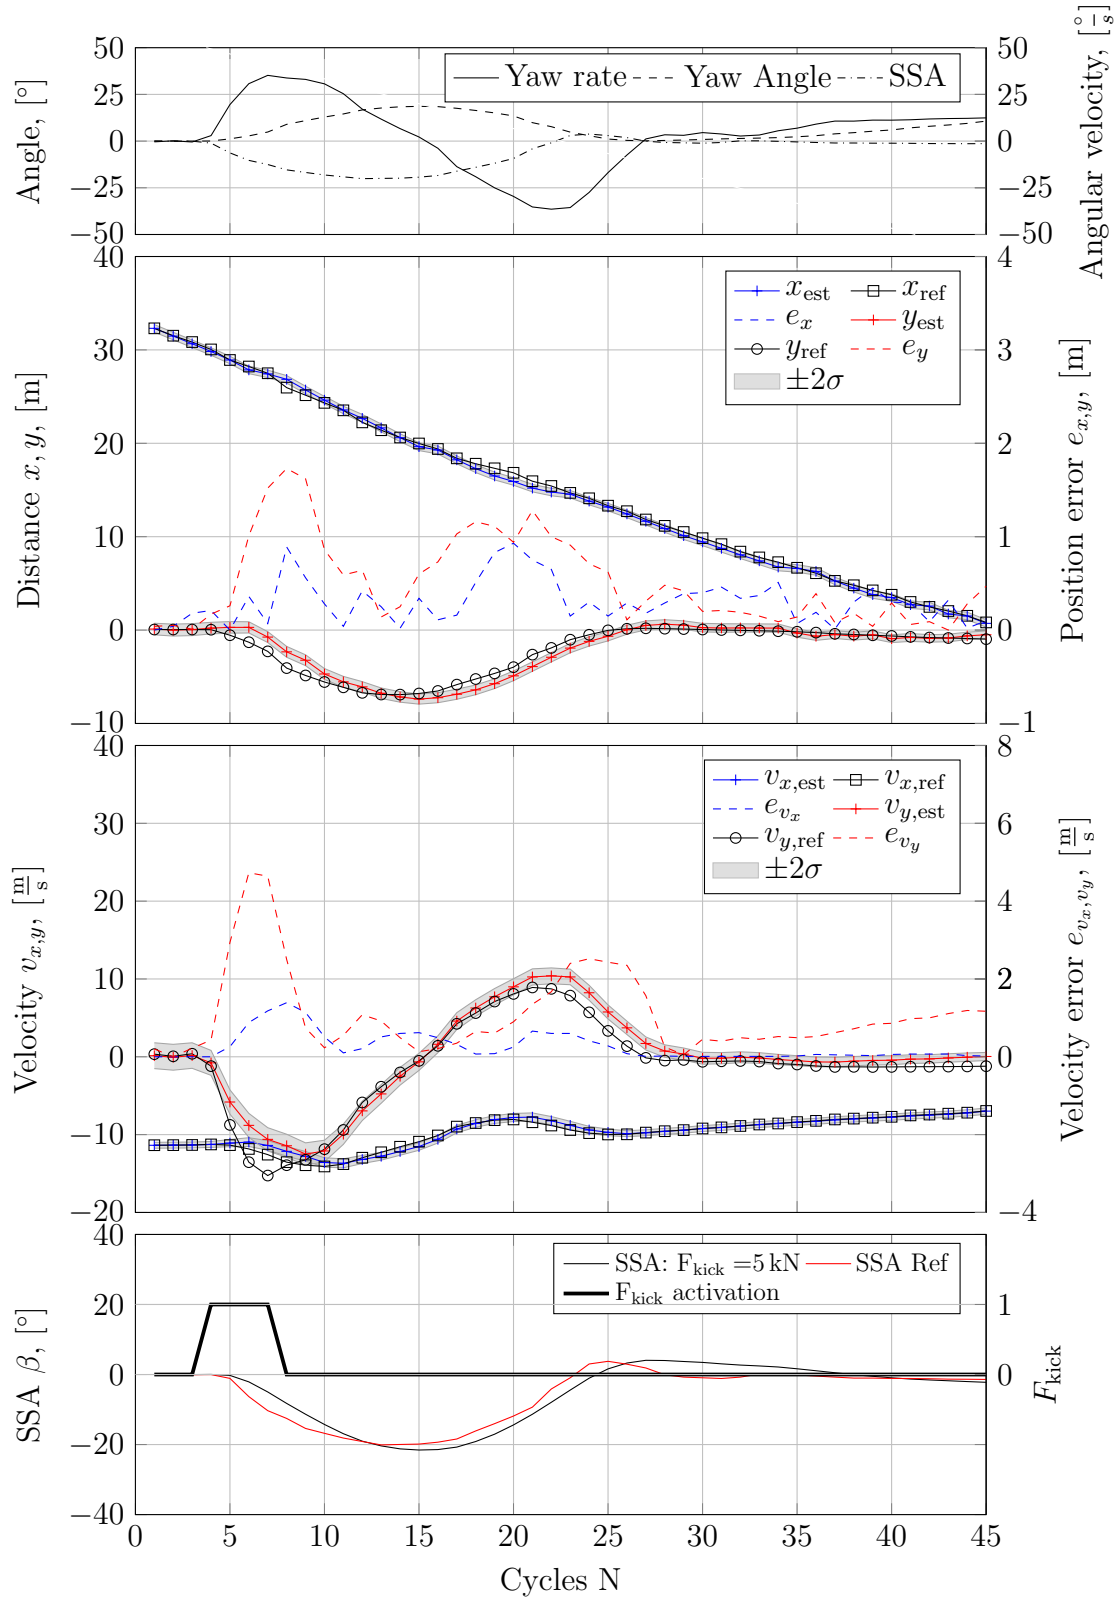 50 50
25 25
0 0
−25 −25
−50 −50
Angle, [°]
Angular velocity, [°/s]
Yaw rate Yaw Angle SSA
40 4
30 3
20 2
10 1
0 0
−10 −1
Distance x, y, [m]
Position error e_{x,y}, [m]
x_est x_ref
e_x y_est
y_ref e_y
±2σ
40 8
30 6
20 4
10 2
0 0
−10
−20 −4
Velocity v_{x,y}, [m/s]
Velocity error e_{v_x,v_y}, [m/s]
v_{x,est} v_{x,ref}
e_{v_x} v_{y,est}
v_{y,ref} e_{v_y}
±2σ
40
20 1
0 0
−20
−40
SSA β, [°]
F_kick
SSA: F_kick =5 kN SSA Ref
F_kick activation
0 5 10 15 20 25 30 35 40 45
Cycles N